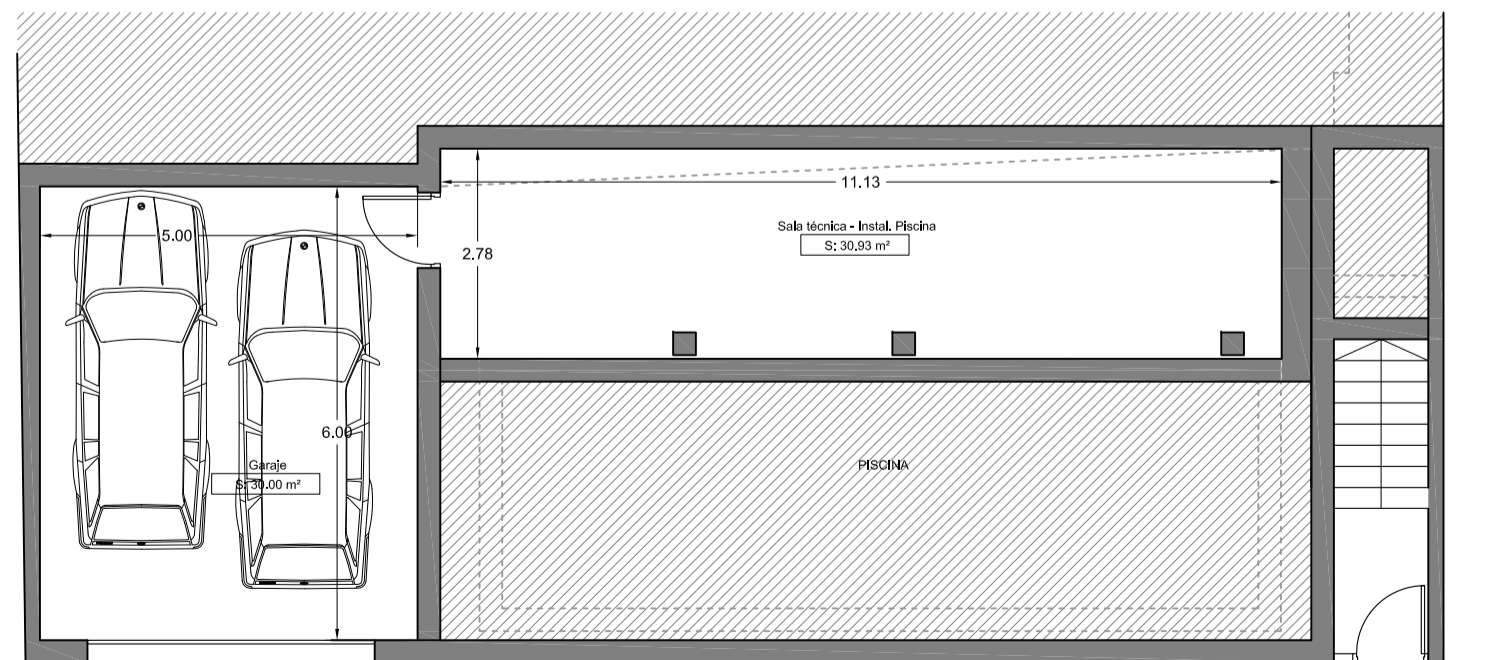 11.13
Sala técnica - Instal. Piscina
S: 30.93 m²
5.00
2.78
6.00
Garaje
S: 30.00 m²
PISCINA